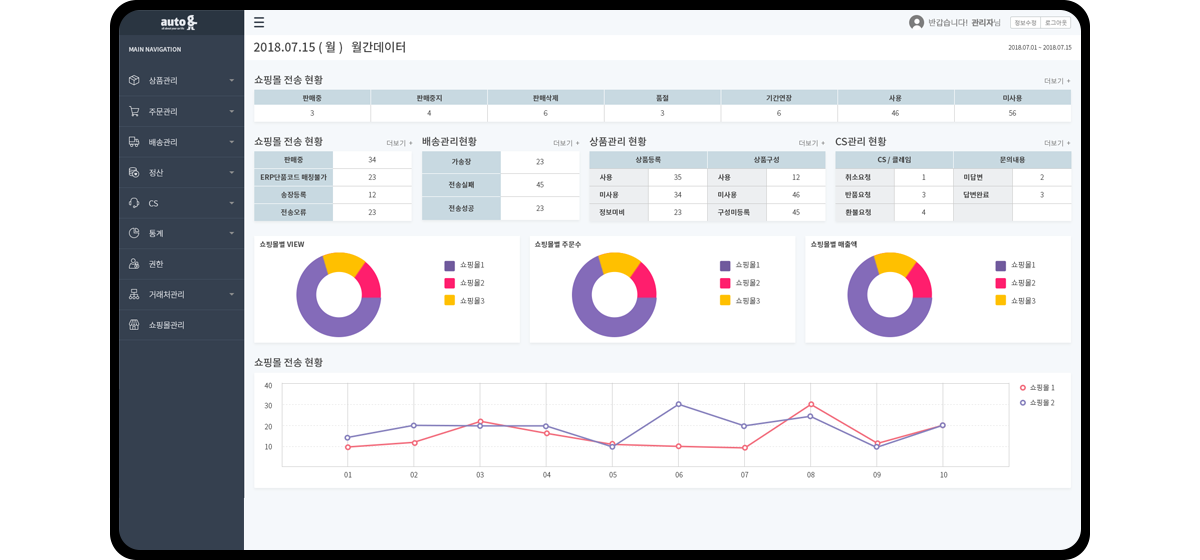 auto g
반갑습니다! 관리자님
정보수정 로그아웃
MAIN NAVIGATION
상품관리
주문관리
배송관리
정산
CS
통계
권한
거래처관리
쇼핑몰관리
2018.07.15 ( 월 ) 월간데이터
2018.07.01 ~ 2018.07.15
쇼핑몰 전송 현황 더보기 +
판매중 판매중지 판매삭제 품절 기간연장 사용 미사용
3 4 6 3 6 46 56
쇼핑몰 전송 현황 더보기 +
판매중 34
ERP단품코드 매칭불가 23
송장등록 12
전송오류 23
배송관리현황 더보기 +
가송장 23
전송실패 45
전송성공 23
상품관리 현황 더보기 +
상품등록 상품구성
사용 35 사용 12
미사용 34 미사용 46
정보미비 23 구성미등록 45
CS관리 현황 더보기 +
CS / 클레임 문의내용
취소요청 1 미답변 2
반품요청 3 답변완료 3
환불요청 4
쇼핑몰별 VIEW
쇼핑몰1
쇼핑몰2
쇼핑몰3
쇼핑몰별 주문수
쇼핑몰1
쇼핑몰2
쇼핑몰3
쇼핑몰별 매출액
쇼핑몰1
쇼핑몰2
쇼핑몰3
쇼핑몰 전송 현황
40
30
20
10
01 02 03 04 05 06 07 08 09 10
쇼핑몰 1
쇼핑몰 2